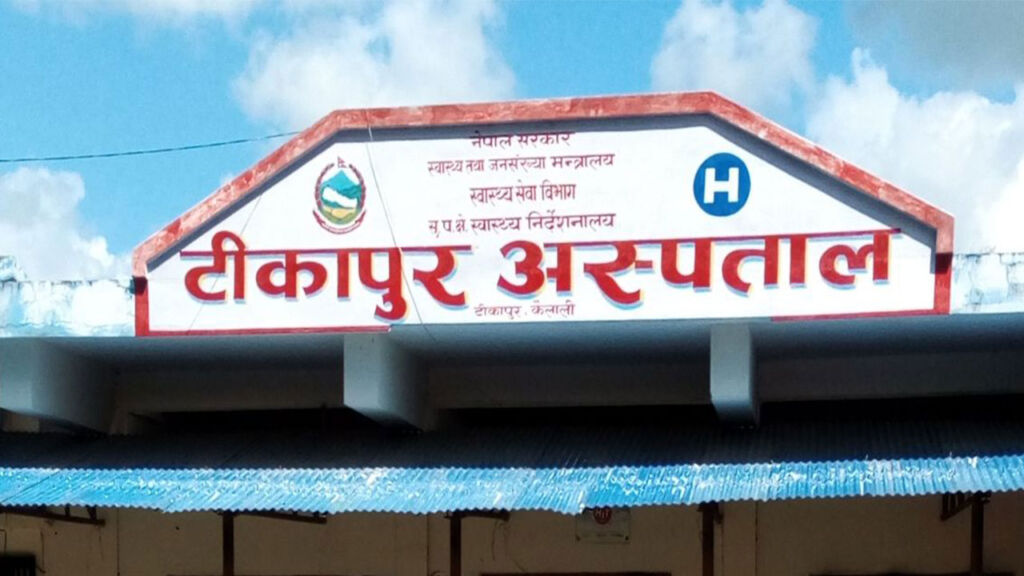 नेपाल सरकार
स्वास्थ्य तथा जनसंख्या मन्त्रालय
स्वास्थ्य सेवा विभाग
सु.प.क्षे. स्वास्थ्य निर्देशनालय
H
टीकापुर अस्पताल
टीकापुर, कैलाली